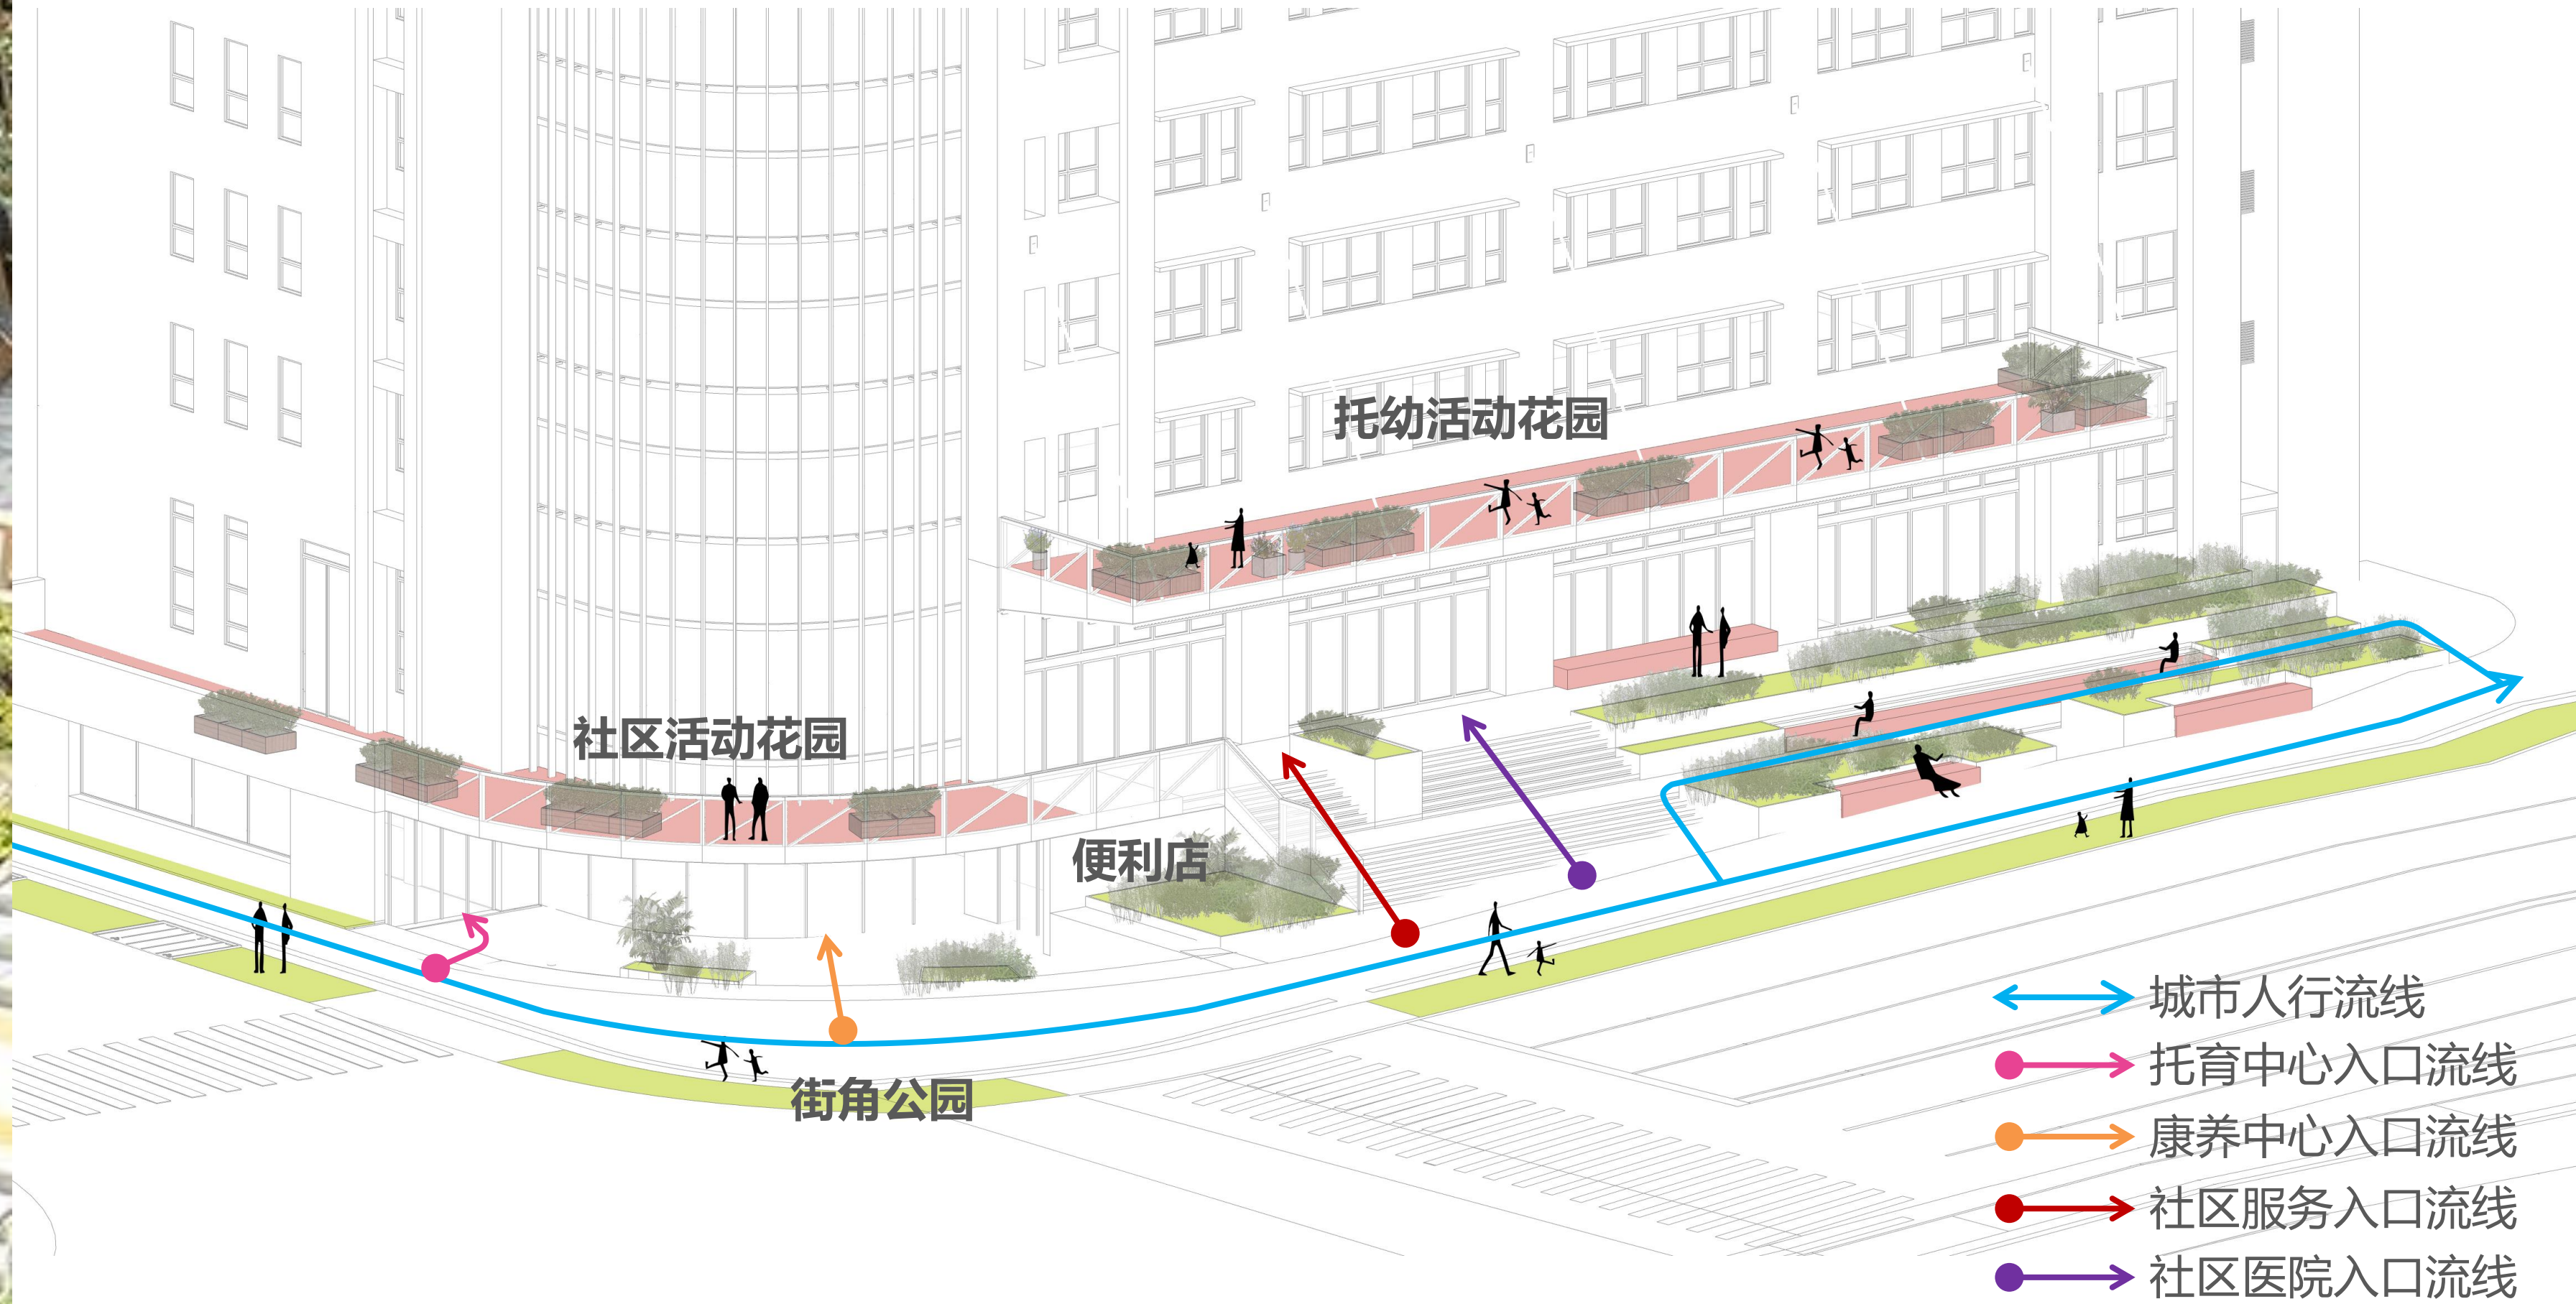 托幼活动花园
社区活动花园
便利店
街角公园
城市人行流线
托育中心入口流线
康养中心入口流线
社区服务入口流线
社区医院入口流线